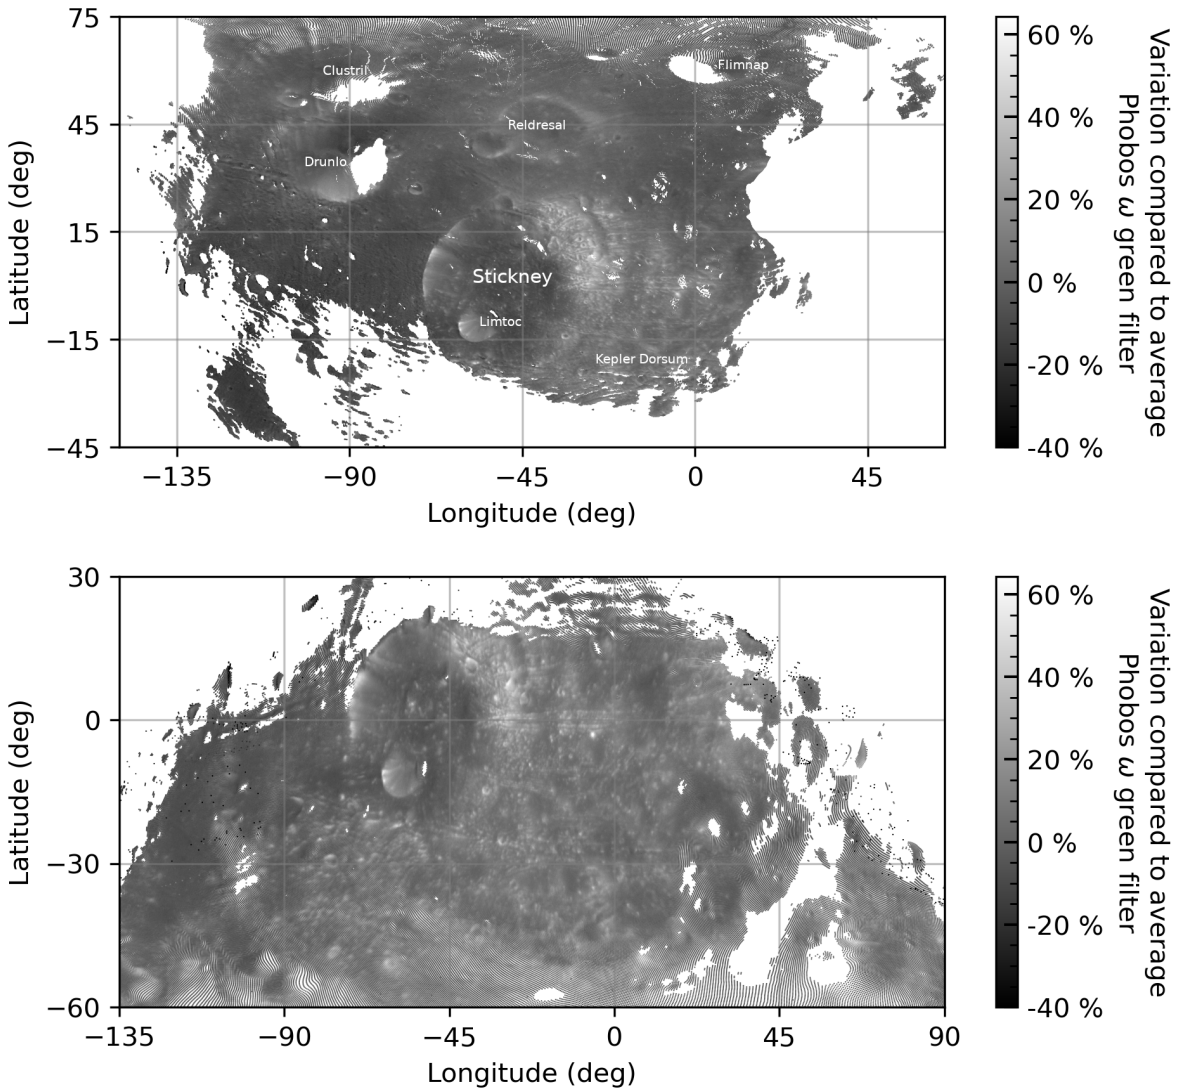 75
45
15
−15
−45
Latitude (deg)
−135
−90
−45
0
45
Longitude (deg)
Clustril
Flimnap
Reldresal
Drunlo
Stickney
Limtoc
Kepler Dorsum
60 %
40 %
20 %
0 %
-20 %
-40 %
Variation compared to average
Phobos ω green filter
30
0
−30
−60
Latitude (deg)
−135
−90
−45
0
45
90
Longitude (deg)
60 %
40 %
20 %
0 %
-20 %
-40 %
Variation compared to average
Phobos ω green filter